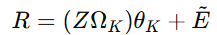 R = (ZΩ_K)θ_K + Ẽ